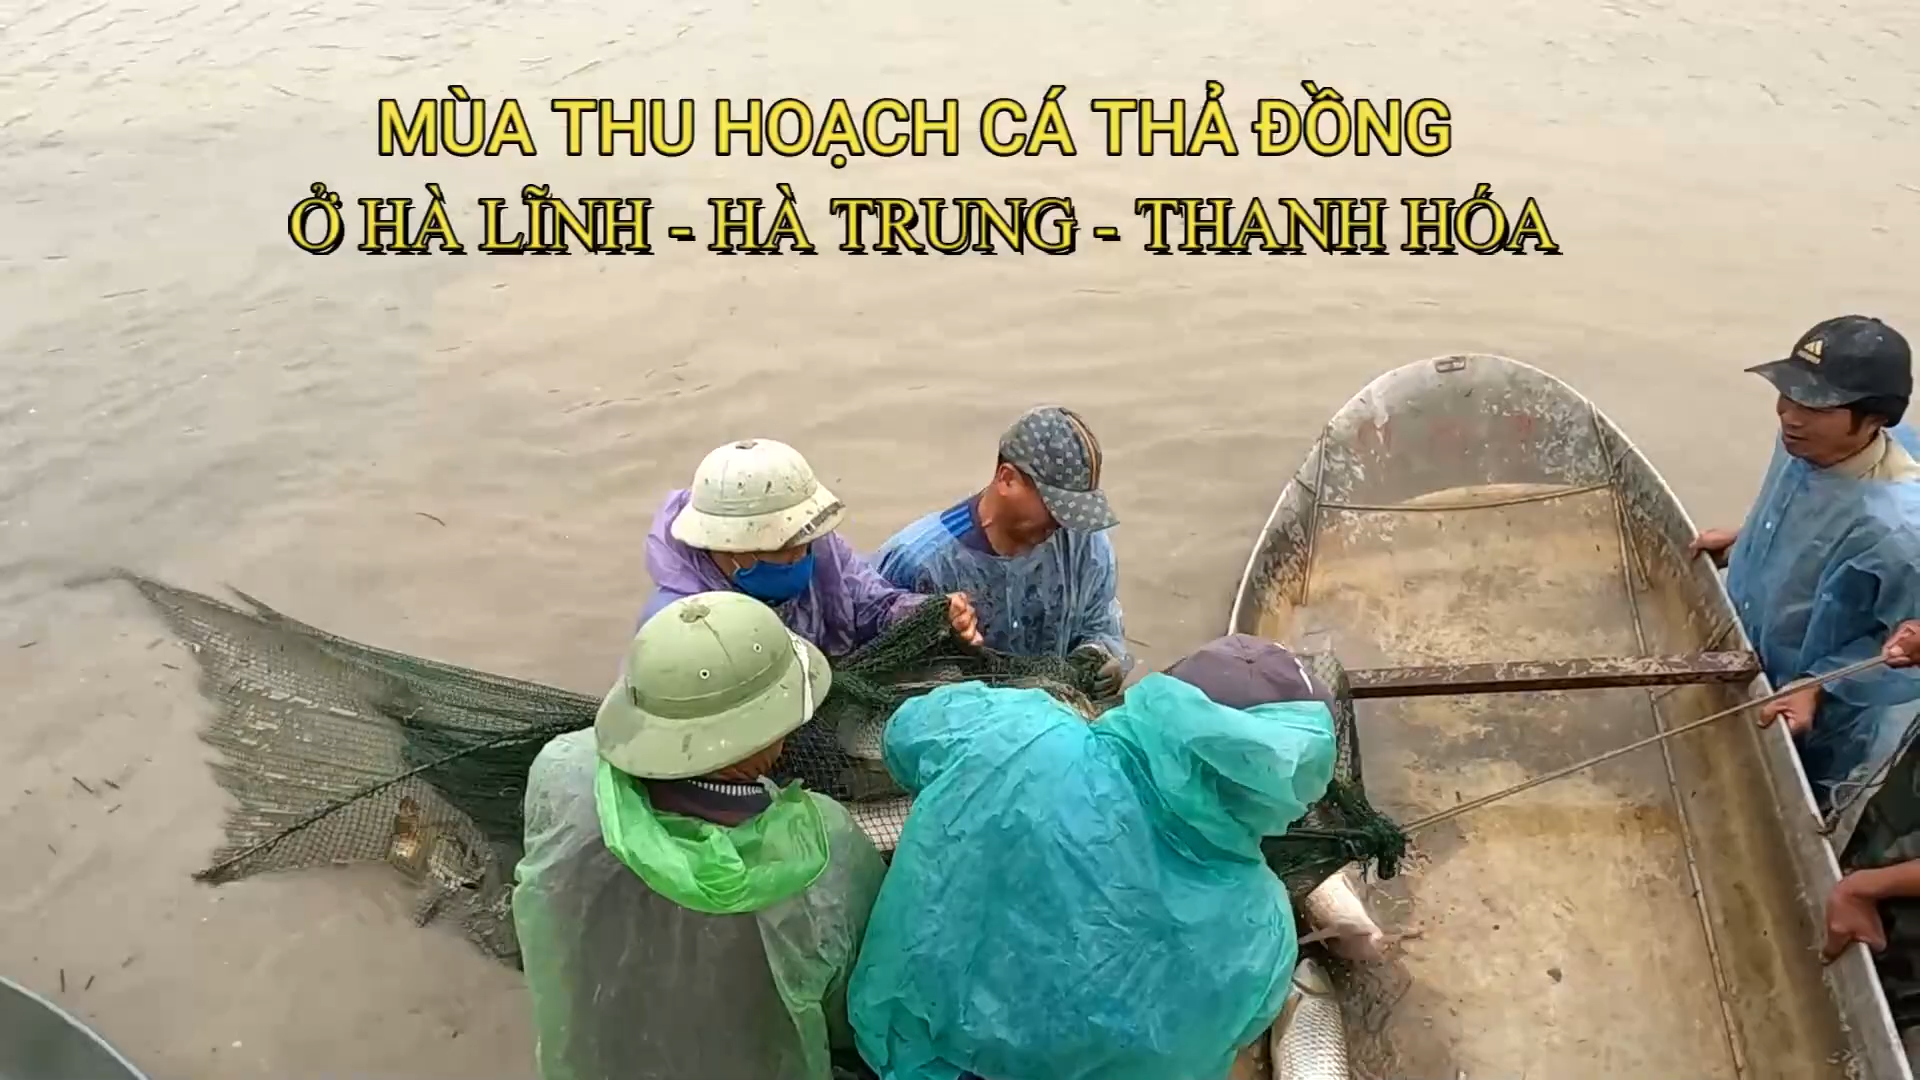 MÙA THU HOẠCH CÁ THẢ ĐỒNG
Ở HÀ LĨNH - HÀ TRUNG - THANH HÓA